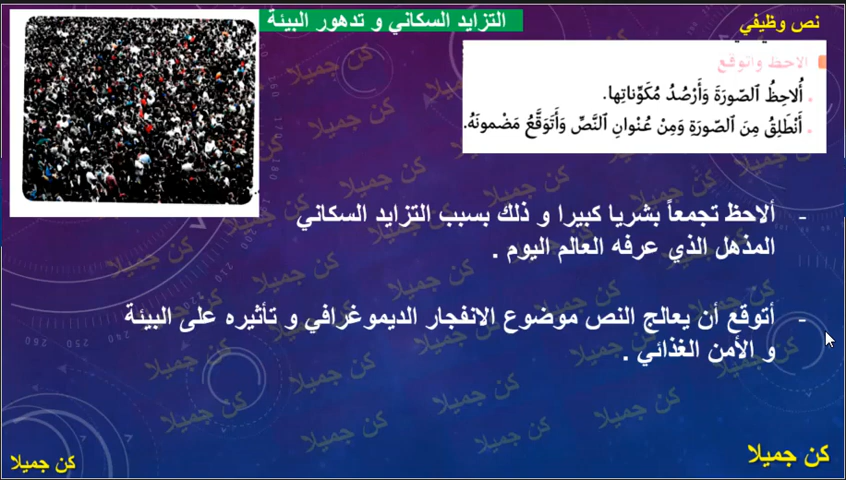 نص وظيفي
التزايد السكاني و تدهور البيئة
ألاحظ وأتوقع
أُلاحِظُ ٱلصّورَةَ وَأَرْصُدُ مُكَوِّناتِها.
أَنْطَلِقُ مِنَ ٱلصّورَةِ وَمِنْ عُنْوانِ ٱلنَّصِّ وَأَتَوَقَّعُ مَضْمونَهُ.
- ألاحظ تجمعاً بشريا كبيرا و ذلك بسبب التزايد السكاني
المذهل الذي عرفه العالم اليوم .
- أتوقع أن يعالج النص موضوع الانفجار الديموغرافي و تأثيره على البيئة
و الأمن الغذائي .
كن جميلا
كن جميلا